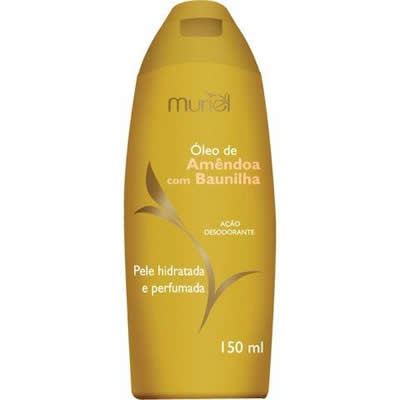 muriel
Óleo de
Amêndoa
com Baunilha
AÇÃO
DESODORANTE
Pele hidratada
e perfumada
150 ml